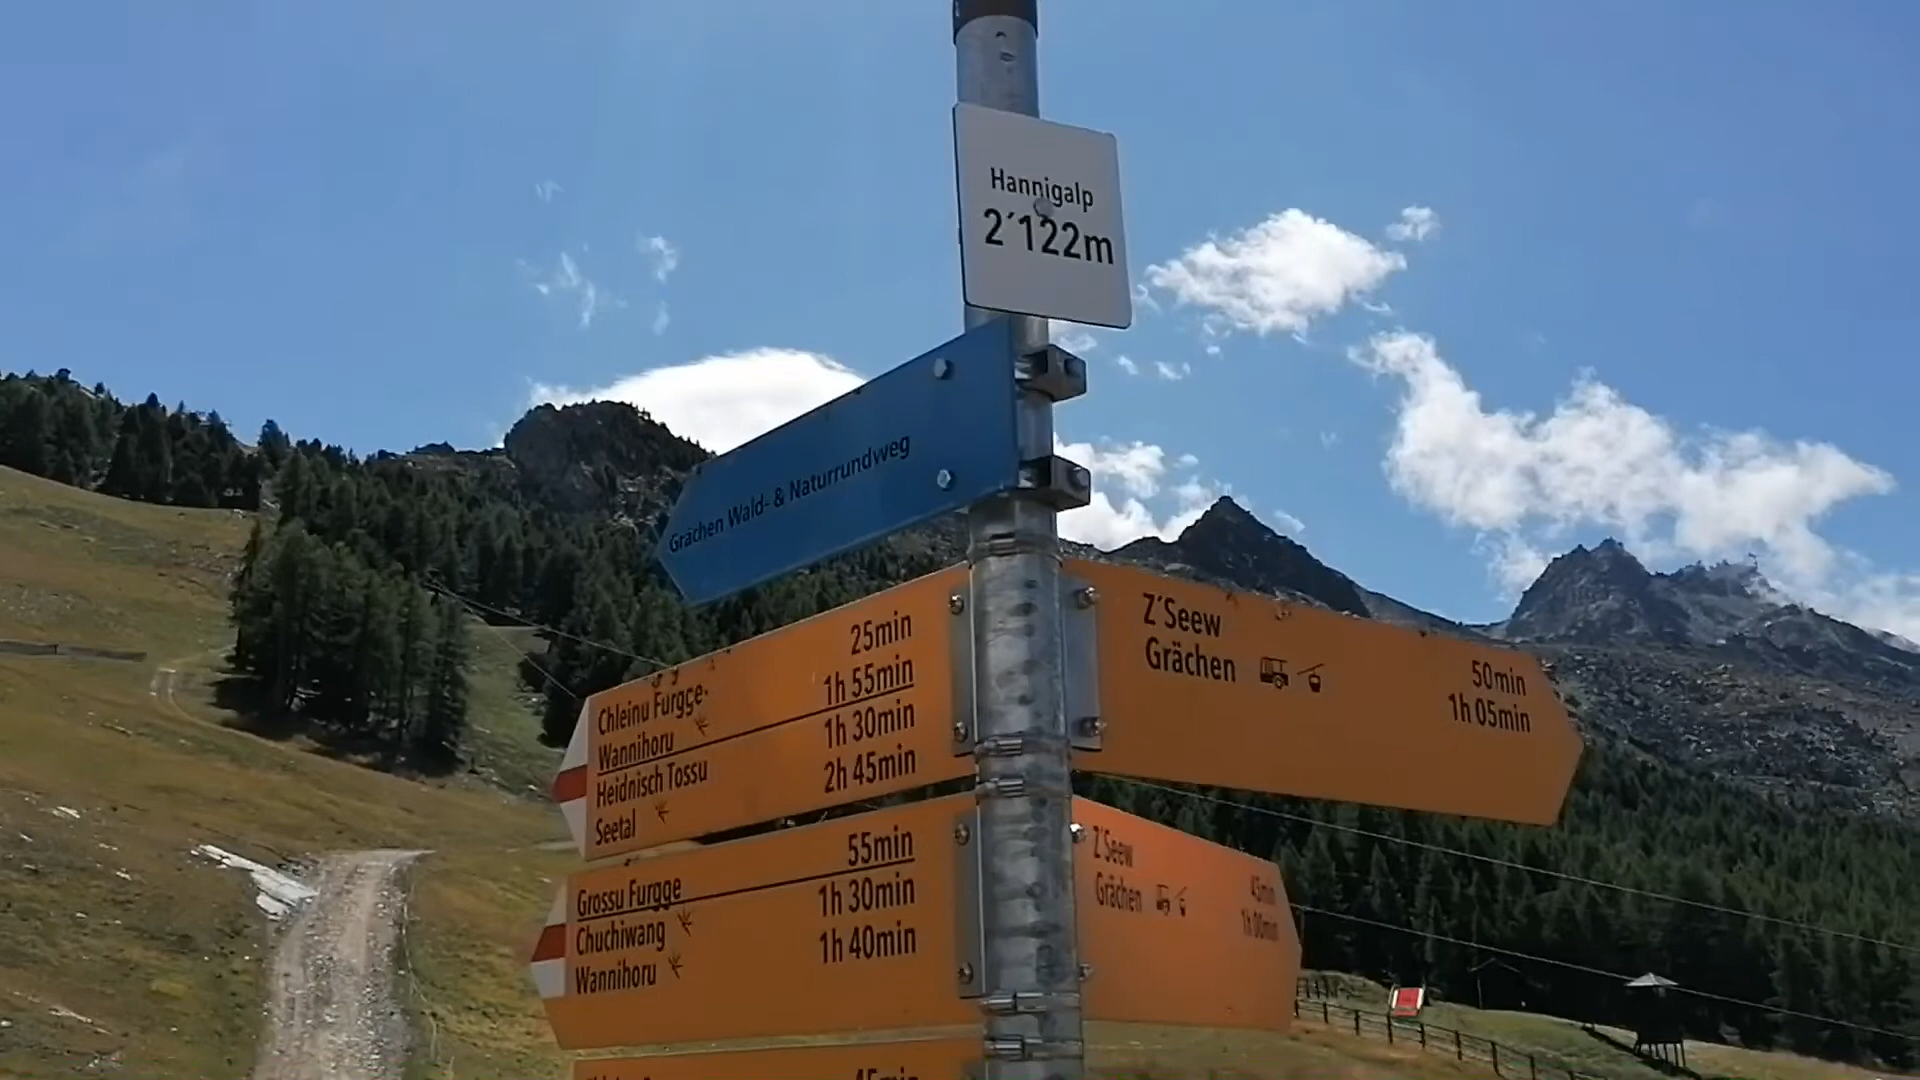 Hannigalp
2´122m
Grächen Wald- & Naturrundweg
Chleinu Furgge 25min
Wannihoru 1h 55min
Heidnisch Tossu 1h 30min
Seetal 2h 45min
Z´Seew 50min
Grächen 1h 05min
Grossu Furgge 55min
Chuchiwang 1h 30min
Wannihoru 1h 40min
Z´Seew 45min
Grächen 1h 00min
45min